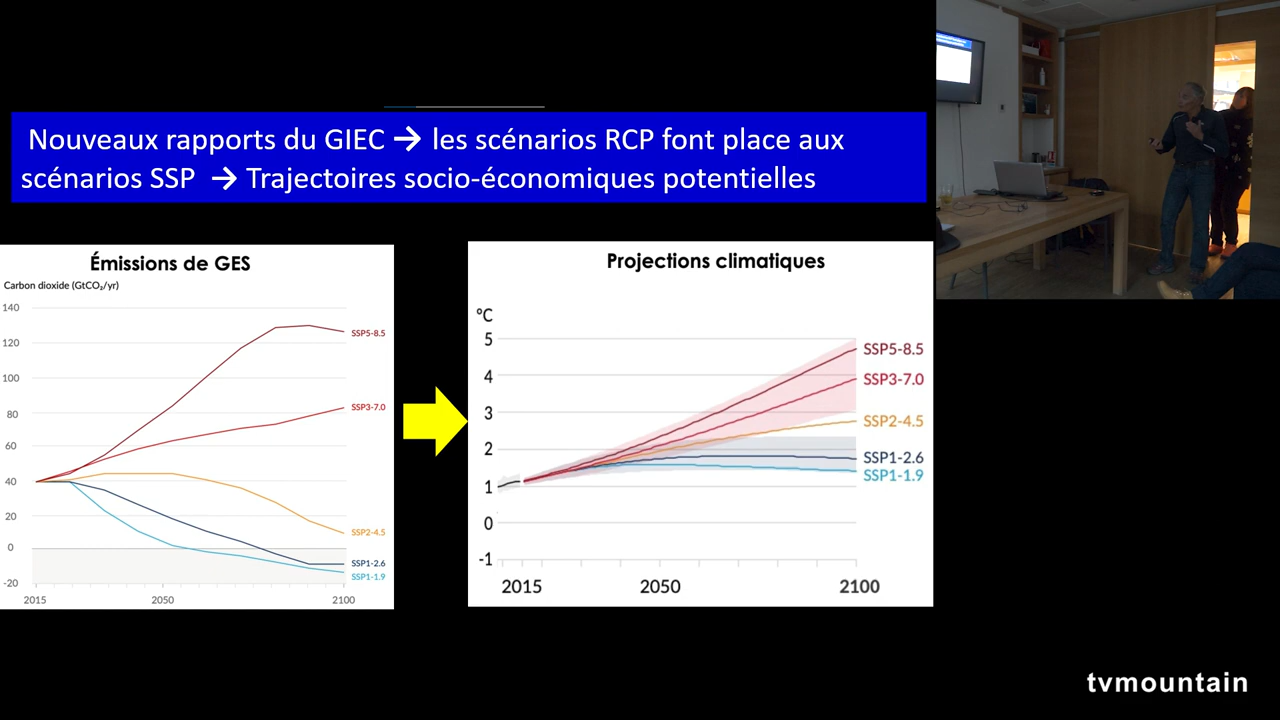 Nouveaux rapports du GIEC → les scénarios RCP font place aux
scénarios SSP → Trajectoires socio-économiques potentielles
Émissions de GES
Carbon dioxide (GtCO₂/yr)
140
120
100
80
60
40
20
0
-20
2015
2050
2100
SSP5-8.5
SSP3-7.0
SSP2-4.5
SSP1-2.6
SSP1-1.9
Projections climatiques
°C
5
4
3
2
1
0
-1
2015
2050
2100
SSP5-8.5
SSP3-7.0
SSP2-4.5
SSP1-2.6
SSP1-1.9
tvmountain